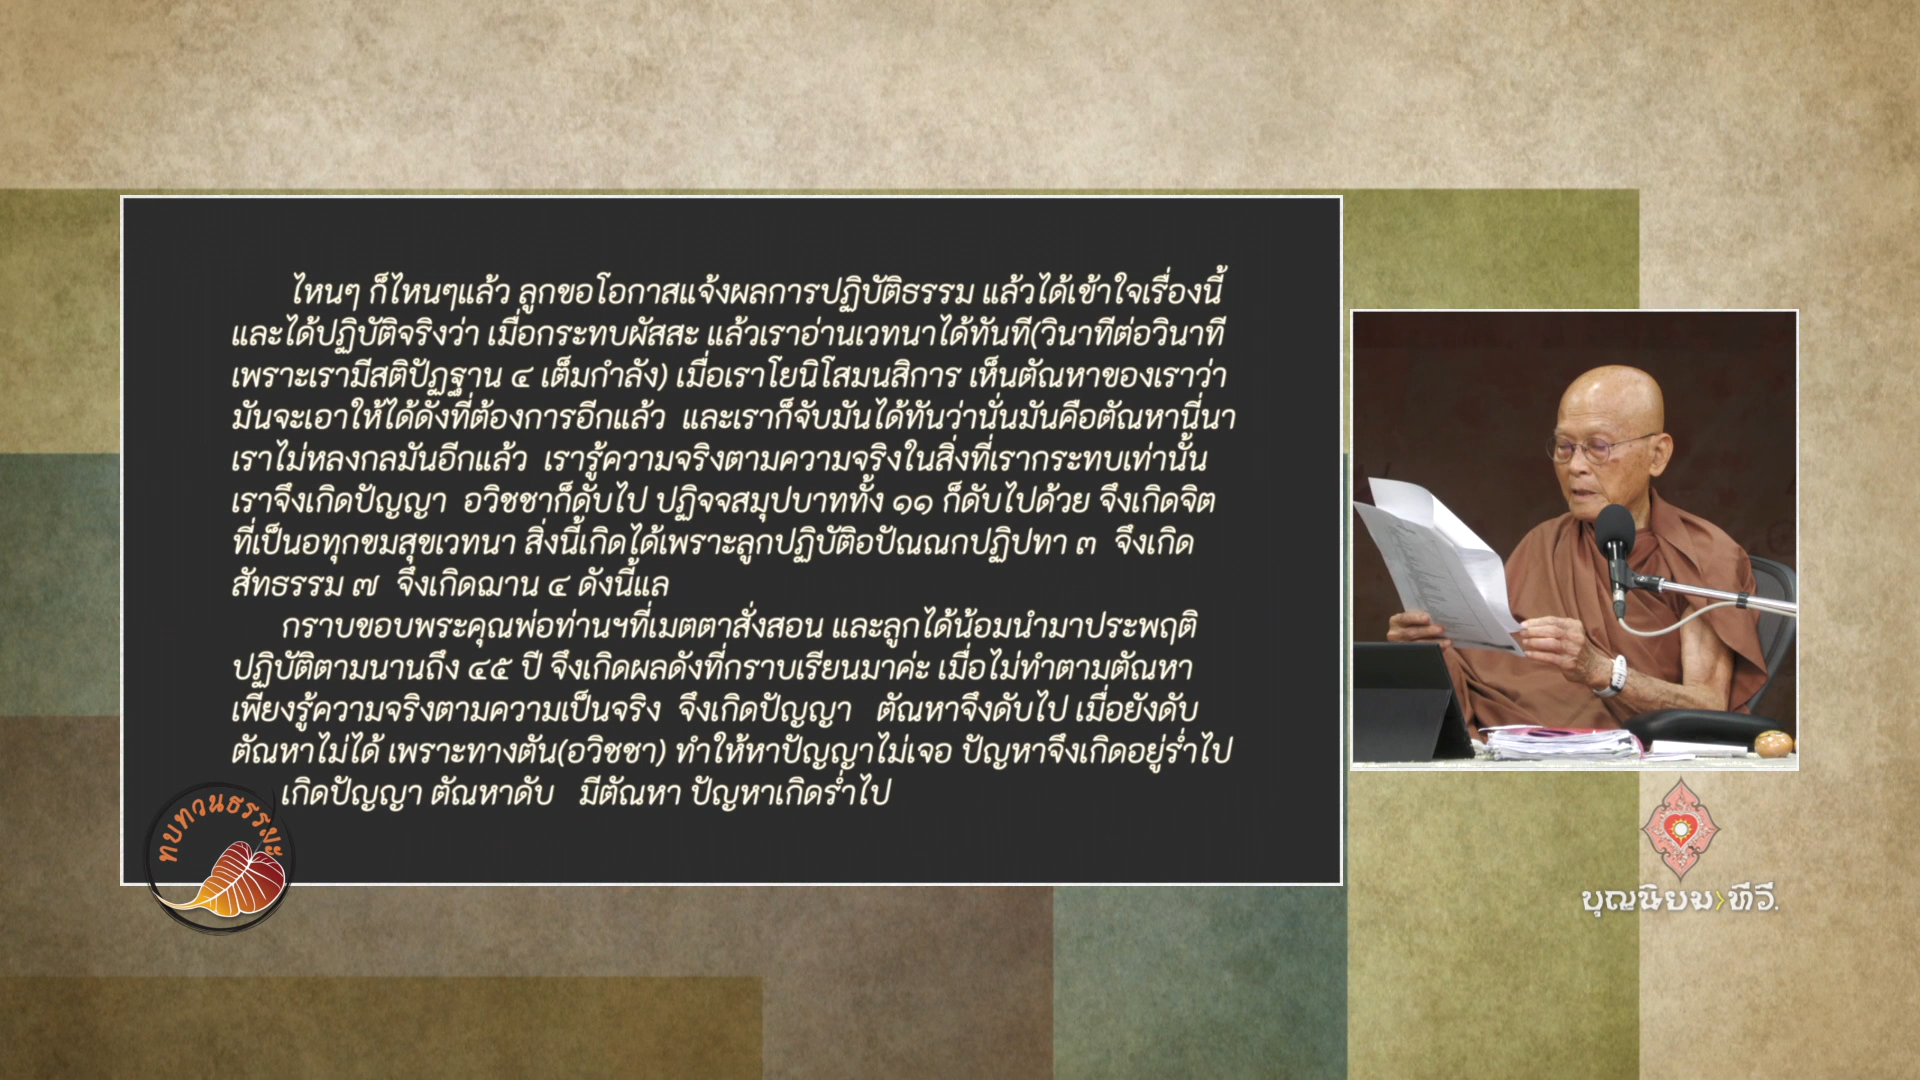 ไหนๆ ก็ไหนๆแล้ว ลูกขอโอกาสแจ้งผลการปฏิบัติธรรม แล้วได้เข้าใจเรื่องนี้
และได้ปฏิบัติจริงว่า เมื่อกระทบผัสสะ แล้วเราอ่านเวทนาได้ทันที(วินาทีต่อวินาที
เพราะเรามีสติปัฏฐาน ๔ เต็มกำลัง) เมื่อเราโยนิโสมนสิการ เห็นตัณหาของเราว่า
มันจะเอาให้ได้ดังที่ต้องการอีกแล้ว และเราก็จับมันได้ทันว่านั่นมันคือตัณหานี่นา
เราไม่หลงกลมันอีกแล้ว เรารู้ความจริงตามความจริงในสิ่งที่เรากระทบเท่านั้น
เราจึงเกิดปัญญา อวิชชาก็ดับไป ปฏิจจสมุปบาททั้ง ๑๑ ก็ดับไปด้วย จึงเกิดจิต
ที่เป็นอทุกขมสุขเวทนา สิ่งนี้เกิดได้เพราะลูกปฏิบัติอปัณณกปฏิปทา ๓ จึงเกิด
สัทธรรม ๗ จึงเกิดฌาน ๔ ดังนี้แล
กราบขอบพระคุณพ่อท่านฯที่เมตตาสั่งสอน และลูกได้น้อมนำมาประพฤติ
ปฏิบัติตามนานถึง ๔๕ ปี จึงเกิดผลดังที่กราบเรียนมาค่ะ เมื่อไม่ทำตามตัณหา
เพียงรู้ความจริงตามความเป็นจริง จึงเกิดปัญญา ตัณหาจึงดับไป เมื่อยังดับ
ตัณหาไม่ได้ เพราะทางตัน(อวิชชา) ทำให้หาปัญญาไม่เจอ ปัญหาจึงเกิดอยู่ร่ำไป
เกิดปัญญา ตัณหาดับ มีตัณหา ปัญหาเกิดร่ำไป
ทบทวนธรรมะ
บุญนิยม ทีวี.